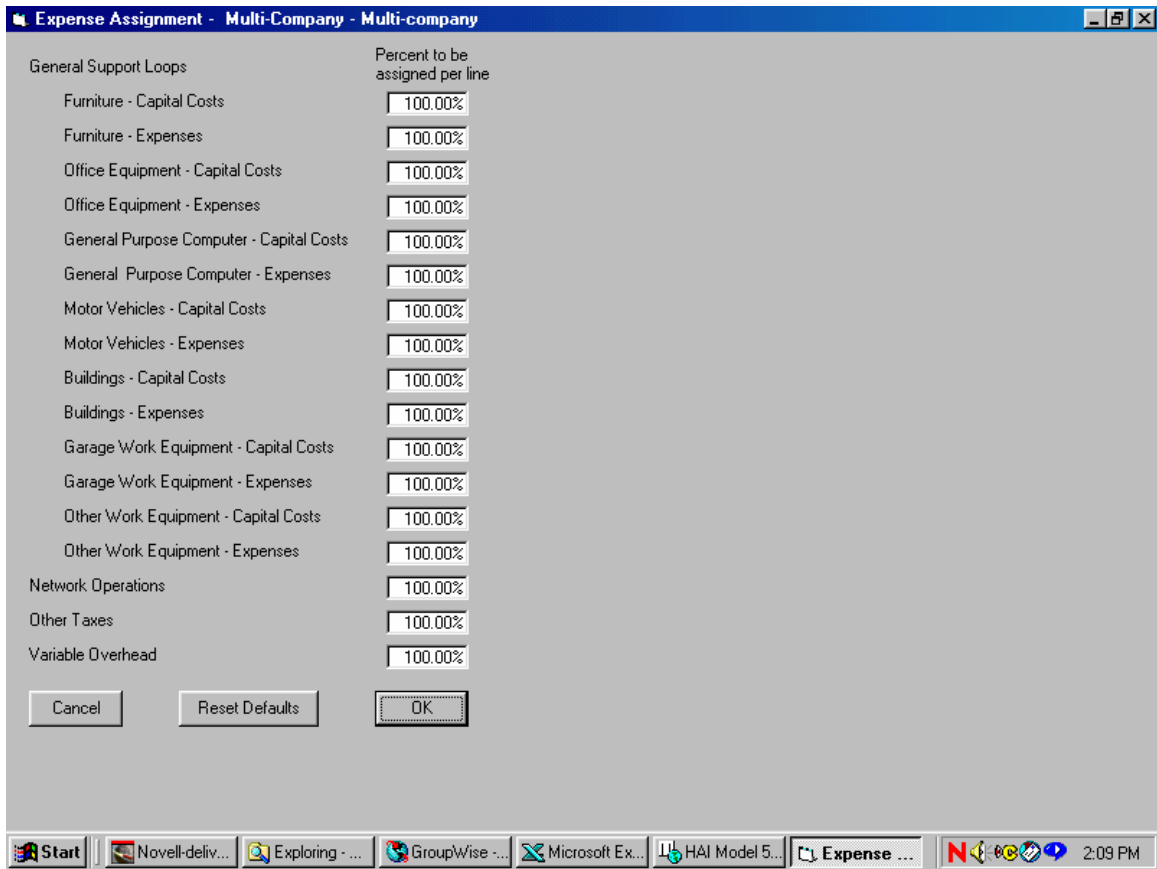 Expense Assignment - Multi-Company - Multi-company
Percent to be
General Support Loops
assigned per line
Furniture - Capital Costs 100.00%
Furniture - Expenses 100.00%
Office Equipment - Capital Costs 100.00%
Office Equipment - Expenses 100.00%
General Purpose Computer - Capital Costs 100.00%
General Purpose Computer - Expenses 100.00%
Motor Vehicles - Capital Costs 100.00%
Motor Vehicles - Expenses 100.00%
Buildings - Capital Costs 100.00%
Buildings - Expenses 100.00%
Garage Work Equipment - Capital Costs 100.00%
Garage Work Equipment - Expenses 100.00%
Other Work Equipment - Capital Costs 100.00%
Other Work Equipment - Expenses 100.00%
Network Operations 100.00%
Other Taxes 100.00%
Variable Overhead 100.00%
Cancel Reset Defaults OK
Start Novell-deliv... Exploring - ... GroupWise -... Microsoft Ex... HAI Model 5... Expense ... N 2:09 PM